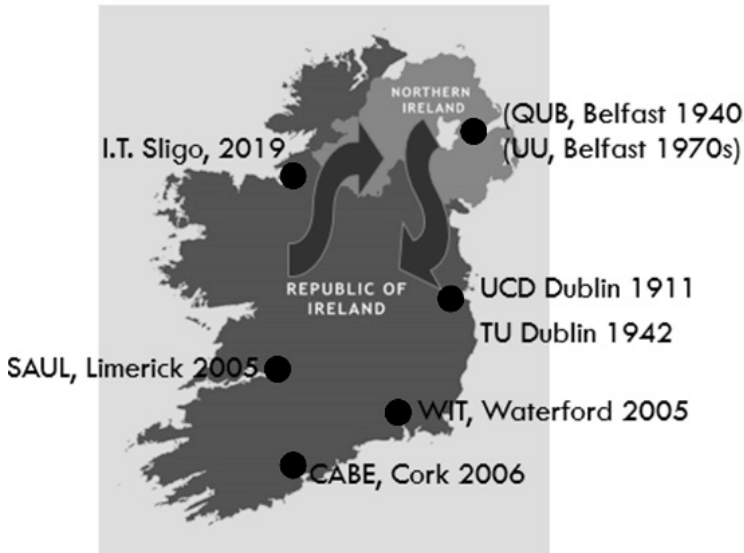 NORTHERN
IRELAND
(QUB, Belfast 1940
(UU, Belfast 1970s)
I.T. Sligo, 2019
REPUBLIC OF
IRELAND
UCD Dublin 1911
TU Dublin 1942
SAUL, Limerick 2005
WIT, Waterford 2005
CABE, Cork 2006